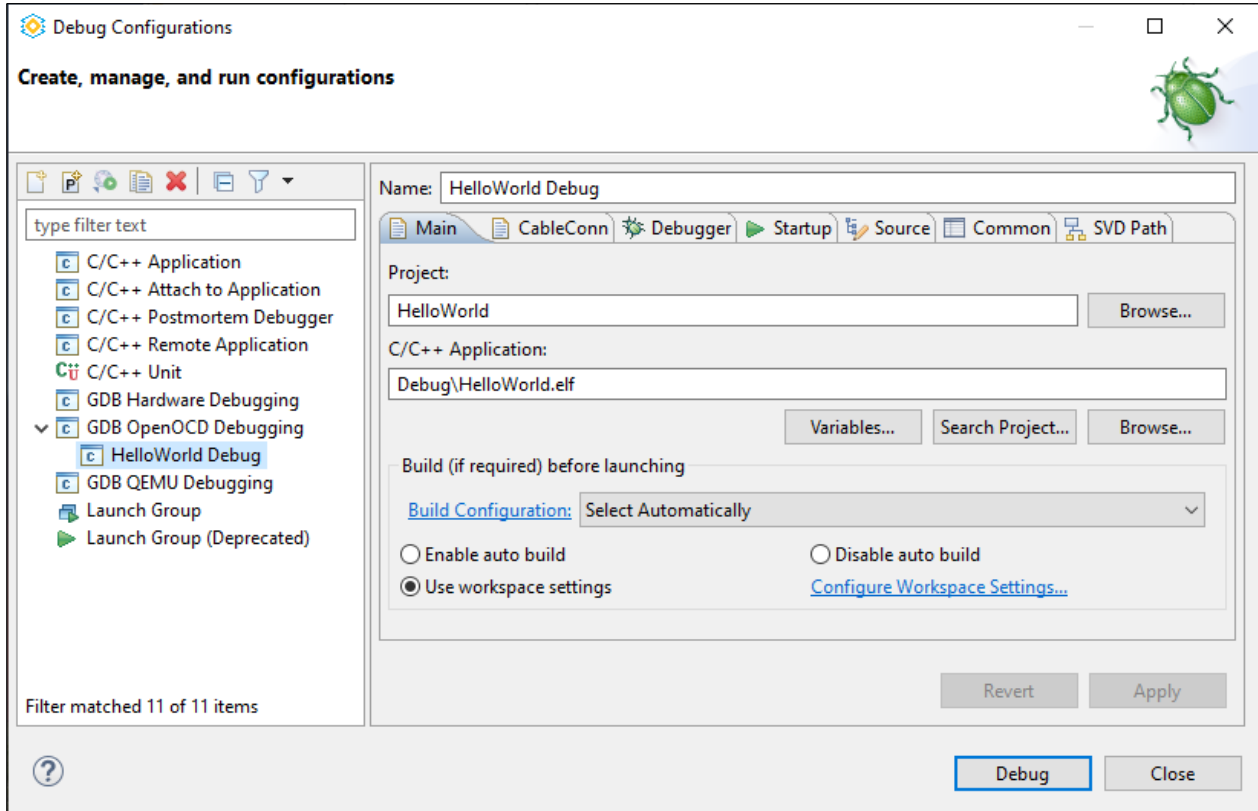 Debug Configurations
Create, manage, and run configurations
type filter text
C/C++ Application
C/C++ Attach to Application
C/C++ Postmortem Debugger
C/C++ Remote Application
C/C++ Unit
GDB Hardware Debugging
GDB OpenOCD Debugging
HelloWorld Debug
GDB QEMU Debugging
Launch Group
Launch Group (Deprecated)
Filter matched 11 of 11 items
Name: HelloWorld Debug
Main CableConn Debugger Startup Source Common SVD Path
Project:
HelloWorld Browse...
C/C++ Application:
Debug\HelloWorld.elf
Variables... Search Project... Browse...
Build (if required) before launching
Build Configuration: Select Automatically
Enable auto build Disable auto build
Use workspace settings Configure Workspace Settings...
Revert Apply
Debug Close